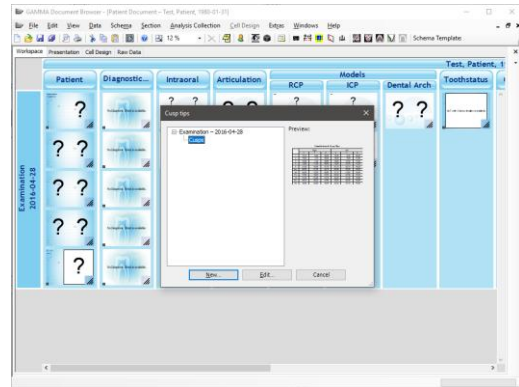 GAMMA Document Browser - [Patient Document - Test, Patient, 1980-01-01]
File Edit View Data Schema Section Analysis Collection Cell Design Extras Windows Help
12 % Schema Template:
Workspace Presentation Cell Design Raw Data
Test, Patient, 1
Patient Diagnostic... Intraoral Articulation Models Dental Arch Toothstatus
RCP ICP
? ? ? ? ? ?
Cusp tips
Examination - 2016-04-28
Cusps
Preview:
? ?
? ?
? ?
?
Examination
2016-04-28
New... Edit... Cancel